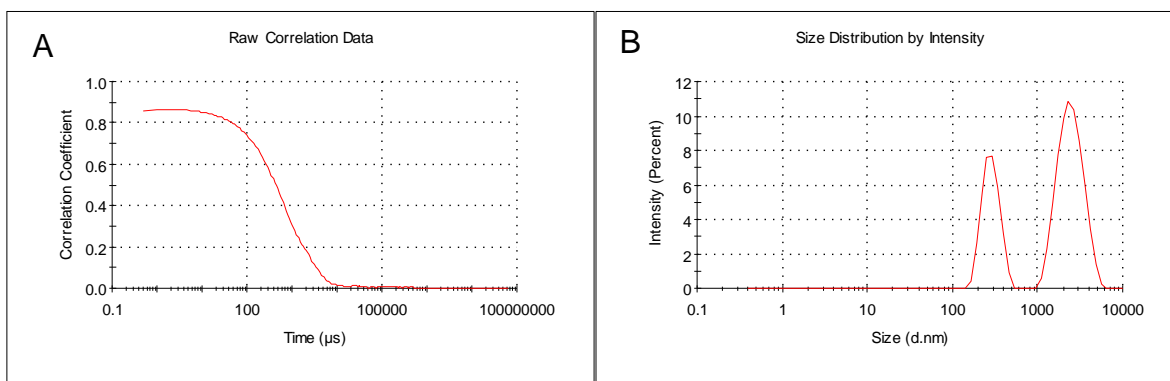 A
Raw Correlation Data
Correlation Coefficient
1.0
0.8
0.6
0.4
0.2
0.0
0.1 100 100000 100000000
Time (µs)
B
Size Distribution by Intensity
Intensity (Percent)
12
10
8
6
4
2
0
0.1 1 10 100 1000 10000
Size (d.nm)